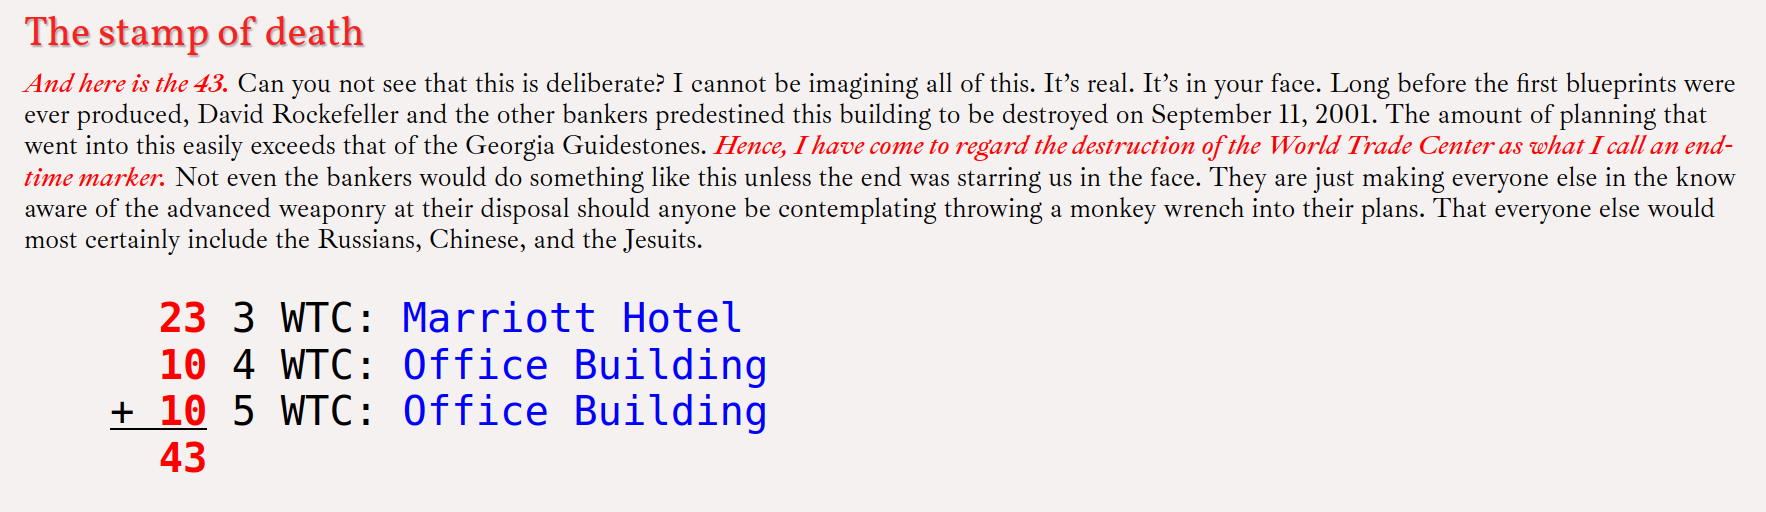 The stamp of death
And here is the 43. Can you not see that this is deliberate? I cannot be imagining all of this. It’s real. It’s in your face. Long before the first blueprints were
ever produced, David Rockefeller and the other bankers predestined this building to be destroyed on September 11, 2001. The amount of planning that
went into this easily exceeds that of the Georgia Guidestones. Hence, I have come to regard the destruction of the World Trade Center as what I call an end-
time marker. Not even the bankers would do something like this unless the end was starring us in the face. They are just making everyone else in the know
aware of the advanced weaponry at their disposal should anyone be contemplating throwing a monkey wrench into their plans. That everyone else would
most certainly include the Russians, Chinese, and the Jesuits.
23 3 WTC: Marriott Hotel
10 4 WTC: Office Building
+ 10 5 WTC: Office Building
43